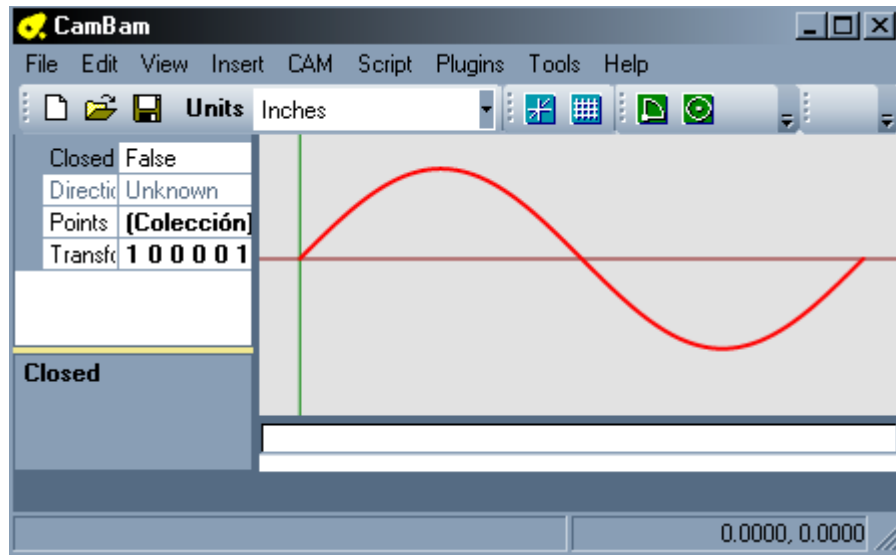 CamBam
File Edit View Insert CAM Script Plugins Tools Help
Units Inches
Closed False
Directic Unknown
Points (Colección)
Transfc 1 0 0 0 0 1
Closed
0.0000, 0.0000